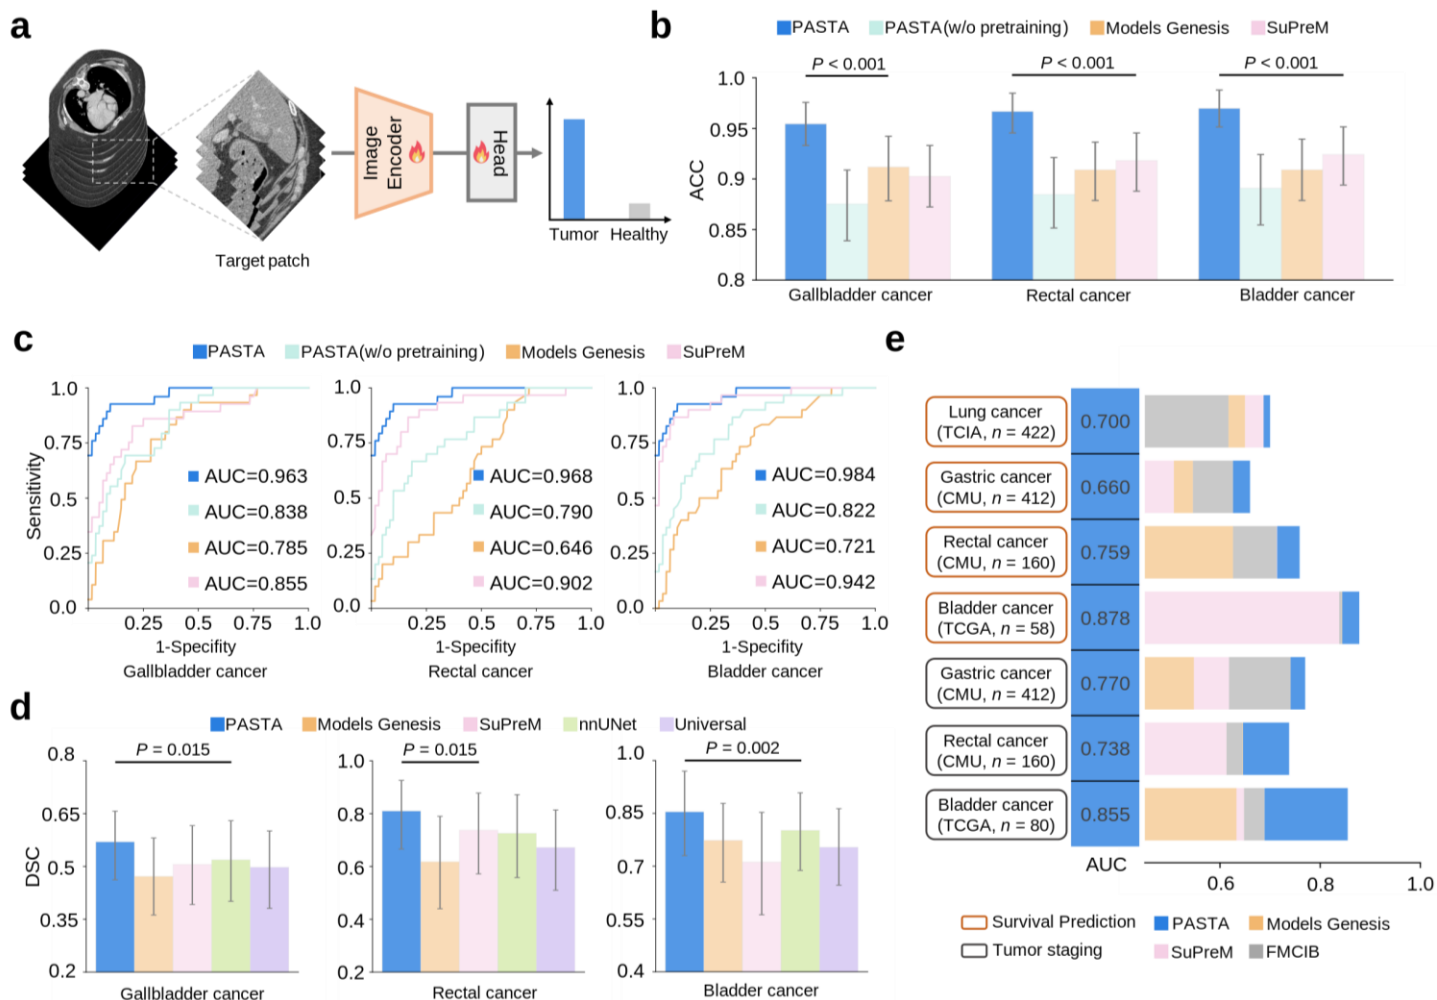 a
Image
Encoder
Head
Tumor Healthy
Target patch
b
PASTA PASTA(w/o pretraining) Models Genesis SuPreM
P < 0.001 P < 0.001 P < 0.001
1.0
0.95
0.9
0.85
0.8
ACC
Gallbladder cancer Rectal cancer Bladder cancer
c
PASTA PASTA(w/o pretraining) Models Genesis SuPreM
Sensitivity
1.0
0.75
0.5
0.25
0.0
AUC=0.963
AUC=0.838
AUC=0.785
AUC=0.855
0.25 0.5 0.75 1.0
1-Specifity
Gallbladder cancer
1.0
0.75
0.5
0.25
0.0
AUC=0.968
AUC=0.790
AUC=0.646
AUC=0.902
0.25 0.5 0.75 1.0
1-Specifity
Rectal cancer
1.0
0.75
0.5
0.25
0.0
AUC=0.984
AUC=0.822
AUC=0.721
AUC=0.942
0.25 0.5 0.75 1.0
1-Specifity
Bladder cancer
d
PASTA Models Genesis SuPreM nnUNet Universal
DSC
P = 0.015
0.8
0.65
0.5
0.35
0.2
Gallbladder cancer
P = 0.015
1.0
0.8
0.6
0.4
0.2
Rectal cancer
P = 0.002
1.0
0.85
0.7
0.55
0.4
Bladder cancer
e
Lung cancer
(TCIA, n = 422)
0.700
Gastric cancer
(CMU, n = 412)
0.660
Rectal cancer
(CMU, n = 160)
0.759
Bladder cancer
(TCGA, n = 58)
0.878
Gastric cancer
(CMU, n = 412)
0.770
Rectal cancer
(CMU, n = 160)
0.738
Bladder cancer
(TCGA, n = 80)
0.855
AUC
0.6 0.8 1.0
Survival Prediction PASTA Models Genesis
Tumor staging SuPreM FMCIB